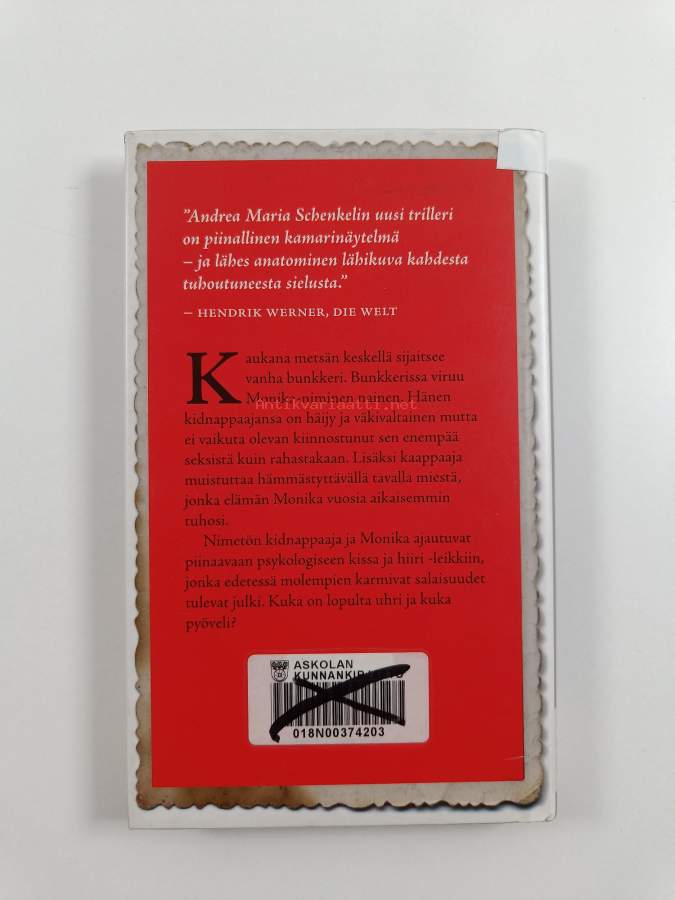 ”Andrea Maria Schenkelin uusi trilleri
on piinallinen kamarinäytelmä
– ja lähes anatominen lähikuva kahdesta
tuhoutuneesta sielusta.”
– HENDRIK WERNER, DIE WELT
Kaukana metsän keskellä sijaitsee
vanha bunkkeri. Bunkkerissa viruu
Monika-niminen nainen. Hänen
Antikvariaatti.net
kidnappaajansa on häijy ja väkivaltainen mutta
ei vaikuta olevan kiinnostunut sen enempää
seksistä kuin rahastakaan. Lisäksi kaappaaja
muistuttaa hämmästyttävällä tavalla miestä,
jonka elämän Monika vuosia aikaisemmin
tuhosi.
Nimetön kidnappaaja ja Monika ajautuvat
piinaavaan psykologiseen kissa ja hiiri -leikkiin,
jonka edetessä molempien karmivat salaisuudet
tulevat julki. Kuka on lopulta uhri ja kuka
pyöveli?
ASKOLAN
018N00374203